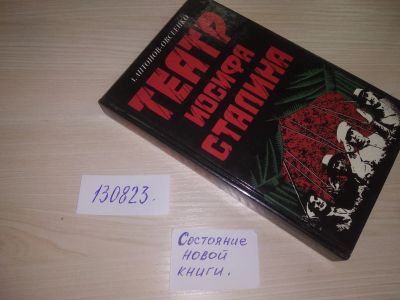 А.АНТОНОВ-ОВСЕЕНКО
ТЕАТР
ИОСИФА
СТАЛИНА
130823.
Состояние
новой
книги.